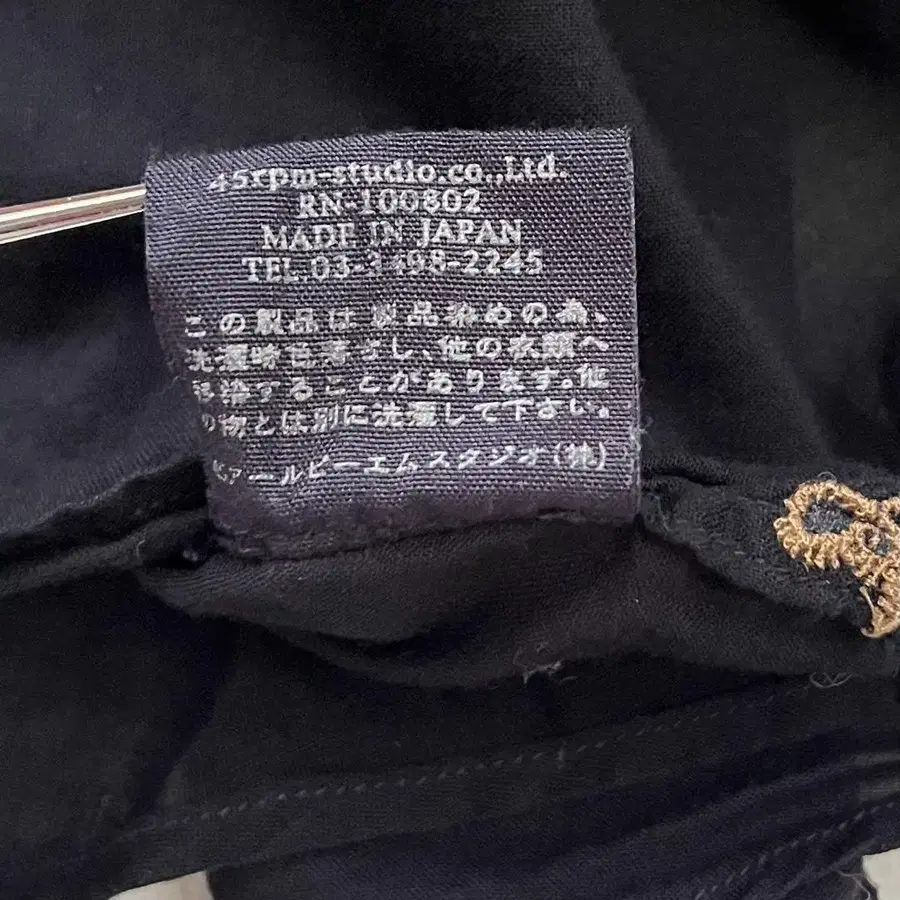 45rpm-studio.co.,Ltd.
RN-100802
MADE IN JAPAN
TEL.03-3498-2245
この製品は製品染めの為、
洗濯時色落ちし、他の衣類へ
移染することがあります。他
の物とは別に洗濯して下さい。
アールピーエムスタジオ(株)